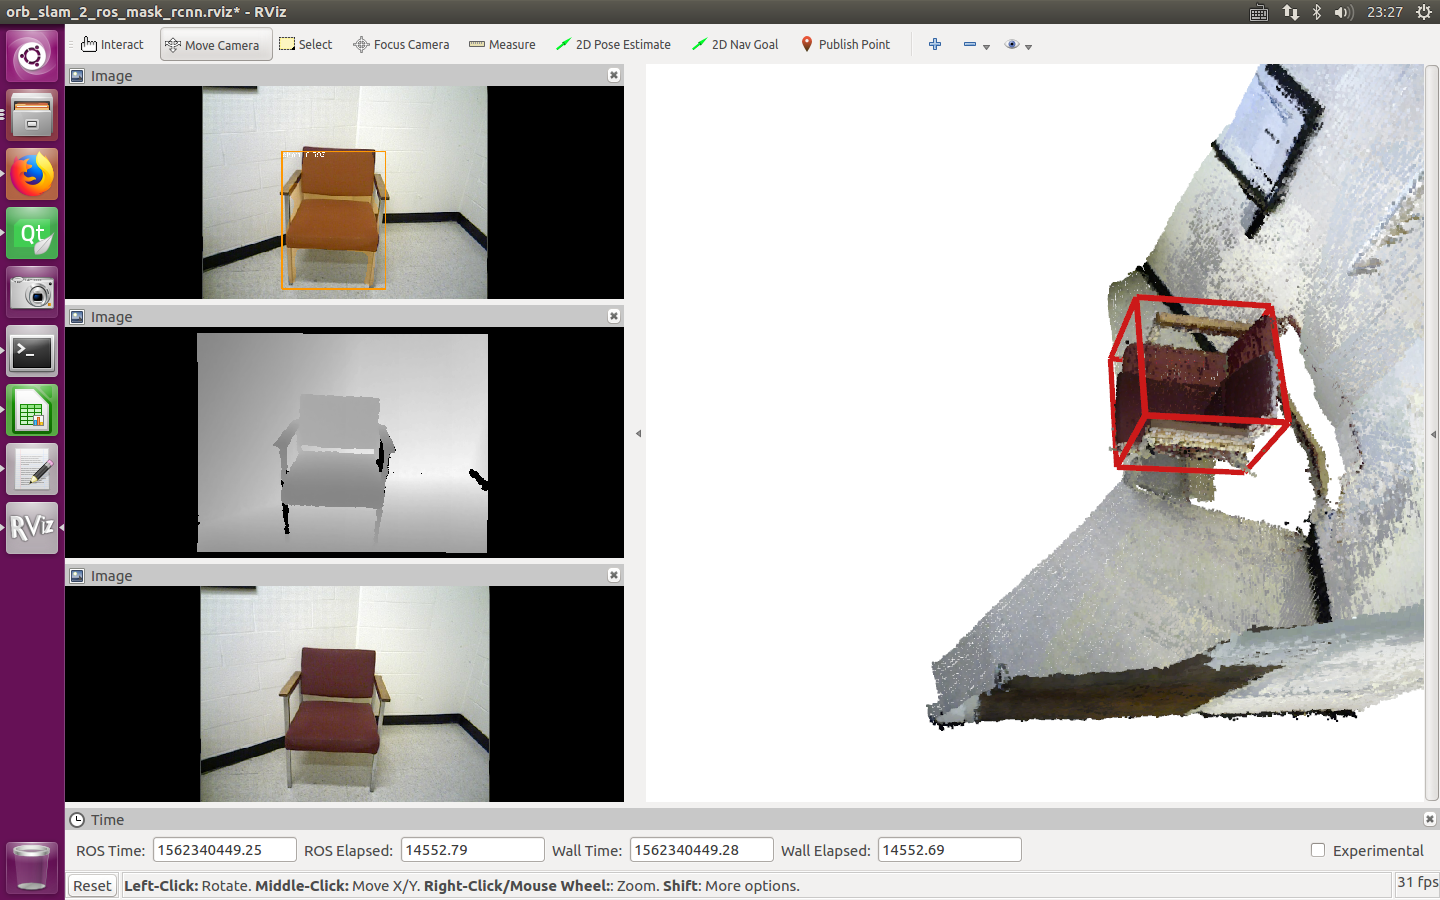 orb_slam_2_ros_mask_rcnn.rviz* - RViz
23:27
Interact
Move Camera
Select
Focus Camera
Measure
2D Pose Estimate
2D Nav Goal
Publish Point
Image
Image
Image
Qt
>_
RViz
Time
ROS Time: 1562340449.25 ROS Elapsed: 14552.79 Wall Time: 1562340449.28 Wall Elapsed: 14552.69 Experimental
Reset Left-Click: Rotate. Middle-Click: Move X/Y. Right-Click/Mouse Wheel:: Zoom. Shift: More options. 31 fps